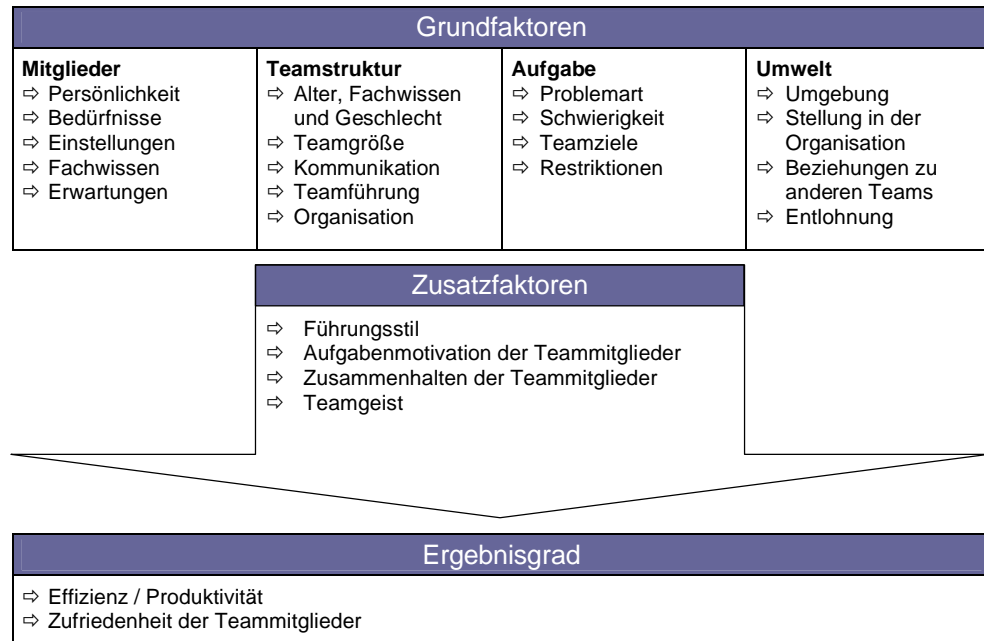 Grundfaktoren
Mitglieder
⇨ Persönlichkeit
⇨ Bedürfnisse
⇨ Einstellungen
⇨ Fachwissen
⇨ Erwartungen
Teamstruktur
⇨ Alter, Fachwissen
und Geschlecht
⇨ Teamgröße
⇨ Kommunikation
⇨ Teamführung
⇨ Organisation
Aufgabe
⇨ Problemart
⇨ Schwierigkeit
⇨ Teamziele
⇨ Restriktionen
Umwelt
⇨ Umgebung
⇨ Stellung in der
Organisation
⇨ Beziehungen zu
anderen Teams
⇨ Entlohnung
Zusatzfaktoren
⇨ Führungsstil
⇨ Aufgabenmotivation der Teammitglieder
⇨ Zusammenhalten der Teammitglieder
⇨ Teamgeist
Ergebnisgrad
⇨ Effizienz / Produktivität
⇨ Zufriedenheit der Teammitglieder